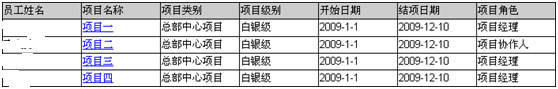 员工姓名 项目名称 项目类别 项目级别 开始日期 结项日期 项目角色
项目一 总部中心项目 白银级 2009-1-1 2009-12-10 项目经理
项目二 总部中心项目 白银级 2009-1-1 2009-12-10 项目协作人
项目三 总部中心项目 白银级 2009-1-1 2009-12-10 项目经理
项目四 总部中心项目 白银级 2009-1-1 2009-12-10 项目经理